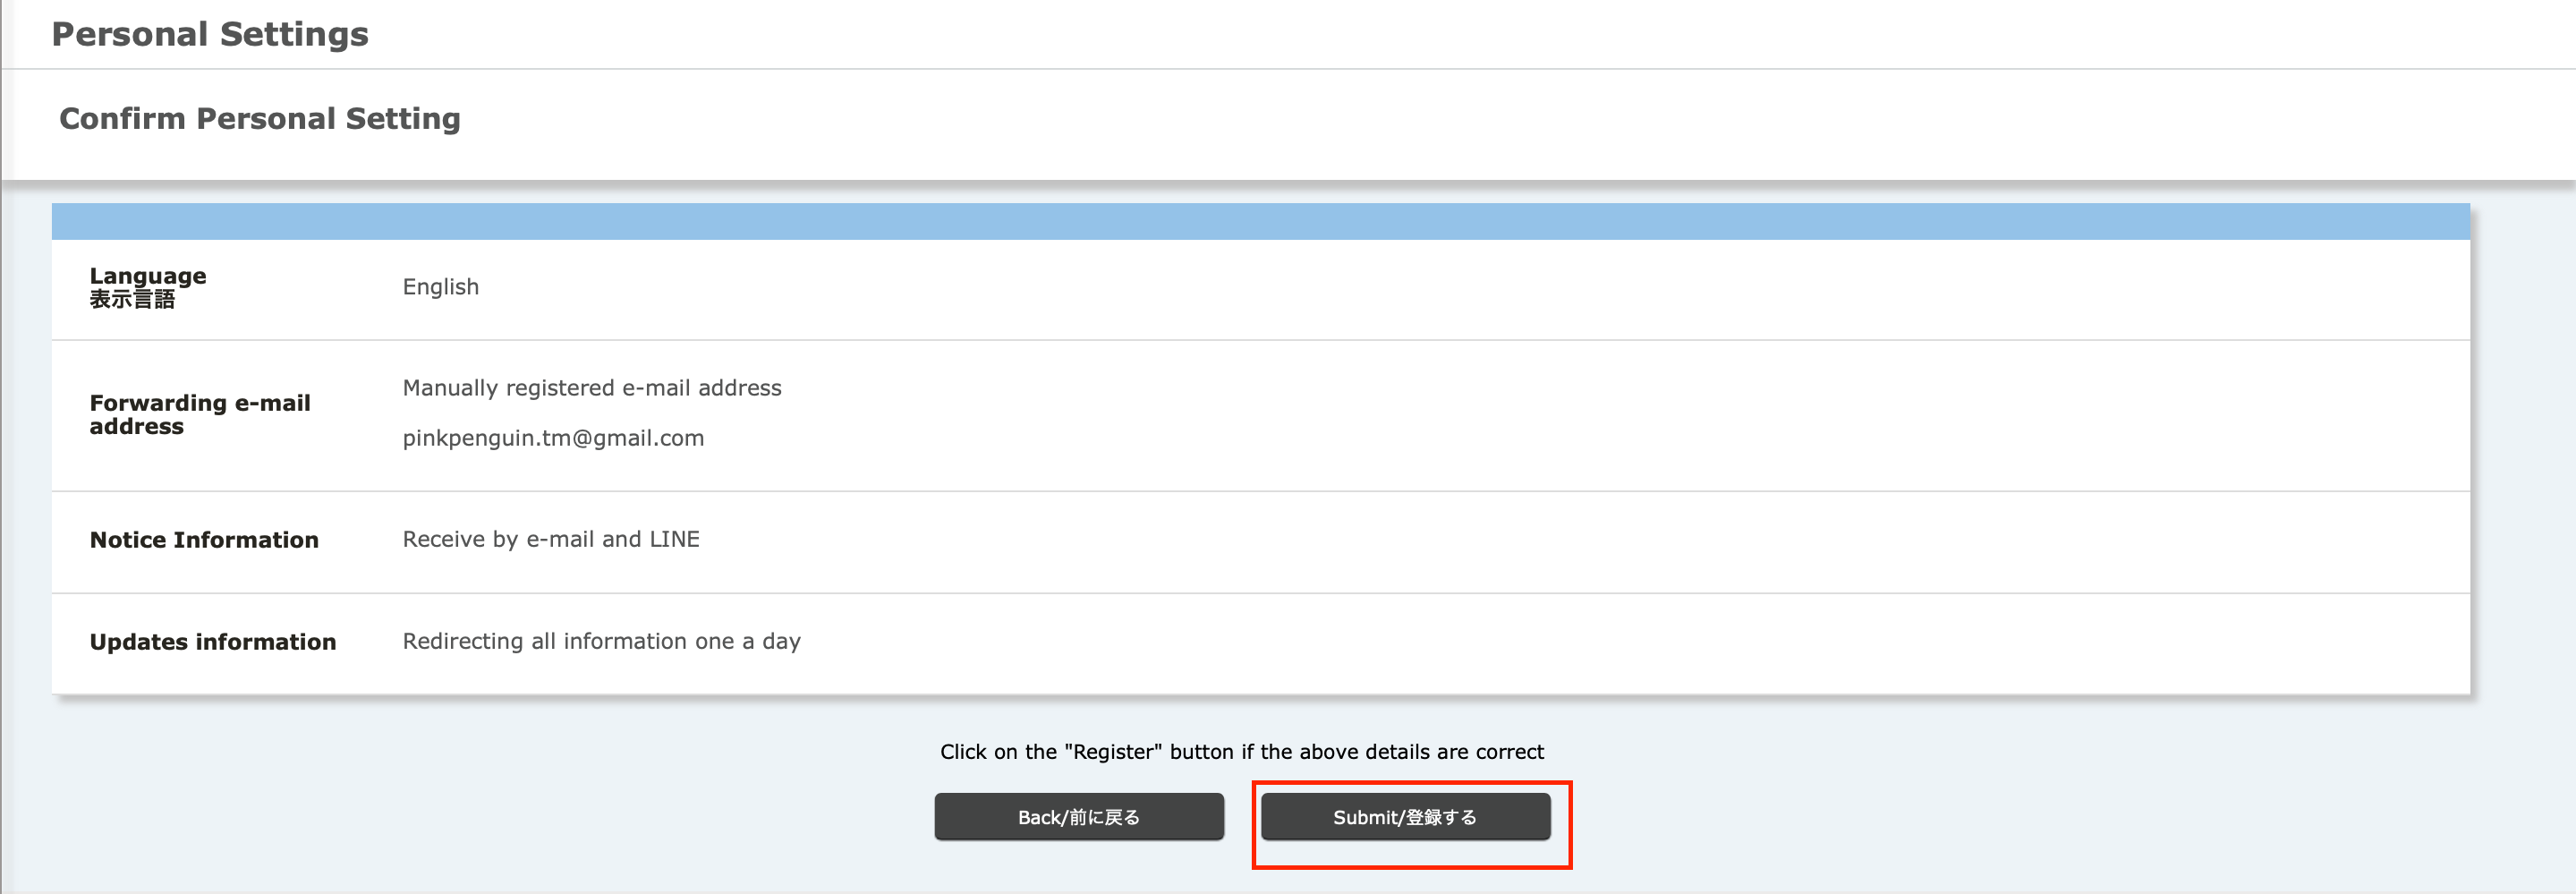 Personal Settings
Confirm Personal Setting
Language
表示言語
English
Forwarding e-mail
address
Manually registered e-mail address
pinkpenguin.tm@gmail.com
Notice Information
Receive by e-mail and LINE
Updates information
Redirecting all information one a day
Click on the "Register" button if the above details are correct
Back/前に戻る
Submit/登録する